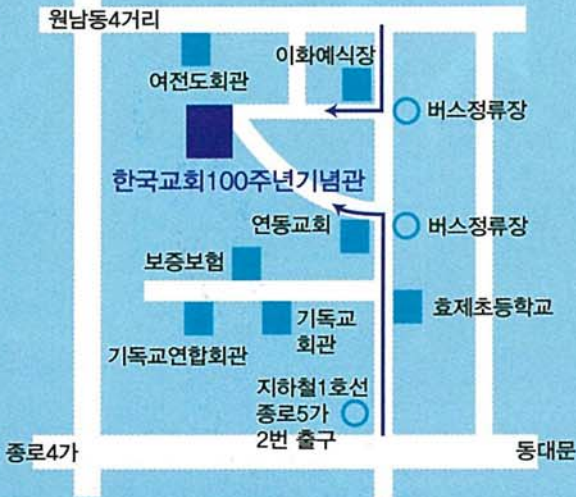 원남동4거리
여전도회관
이화예식장
버스정류장
한국교회100주년기념관
연동교회
버스정류장
보증보험
효제초등학교
기독교연합회관
기독교
회관
지하철1호선
종로5가
2번 출구
종로4가
동대문